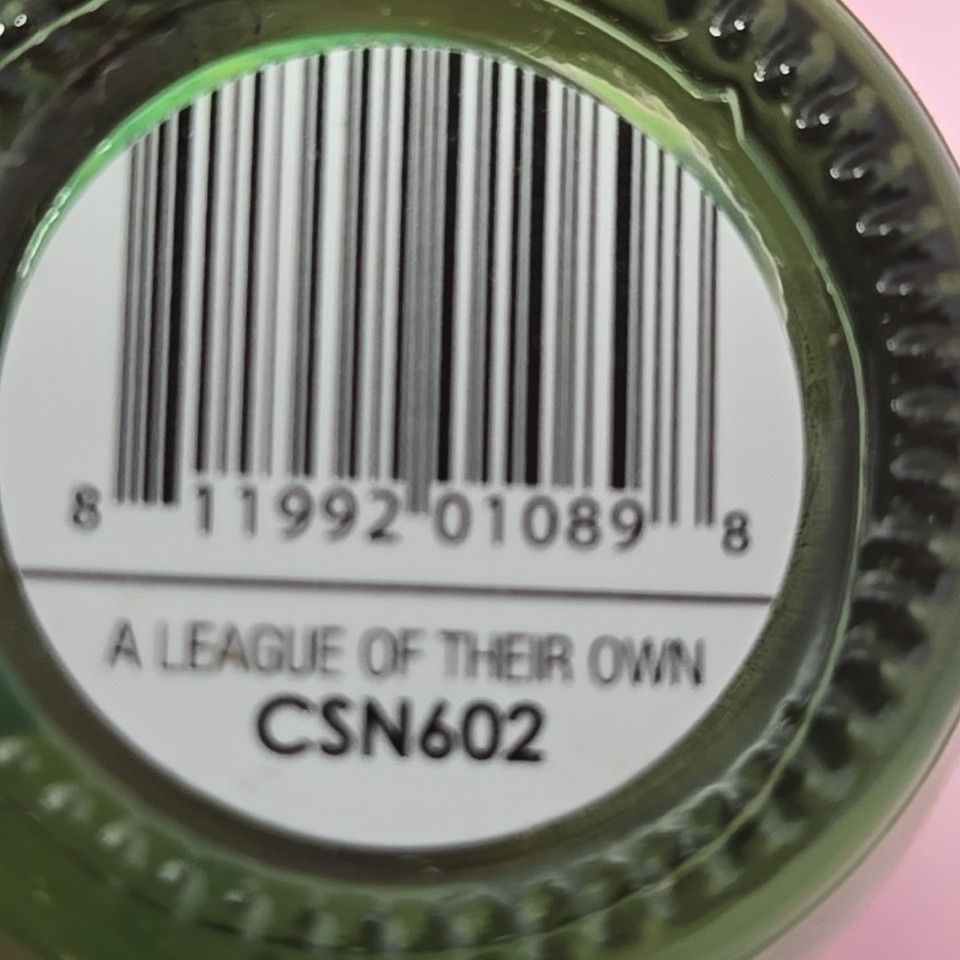 8 11992 01089 8
A LEAGUE OF THEIR OWN
CSN602